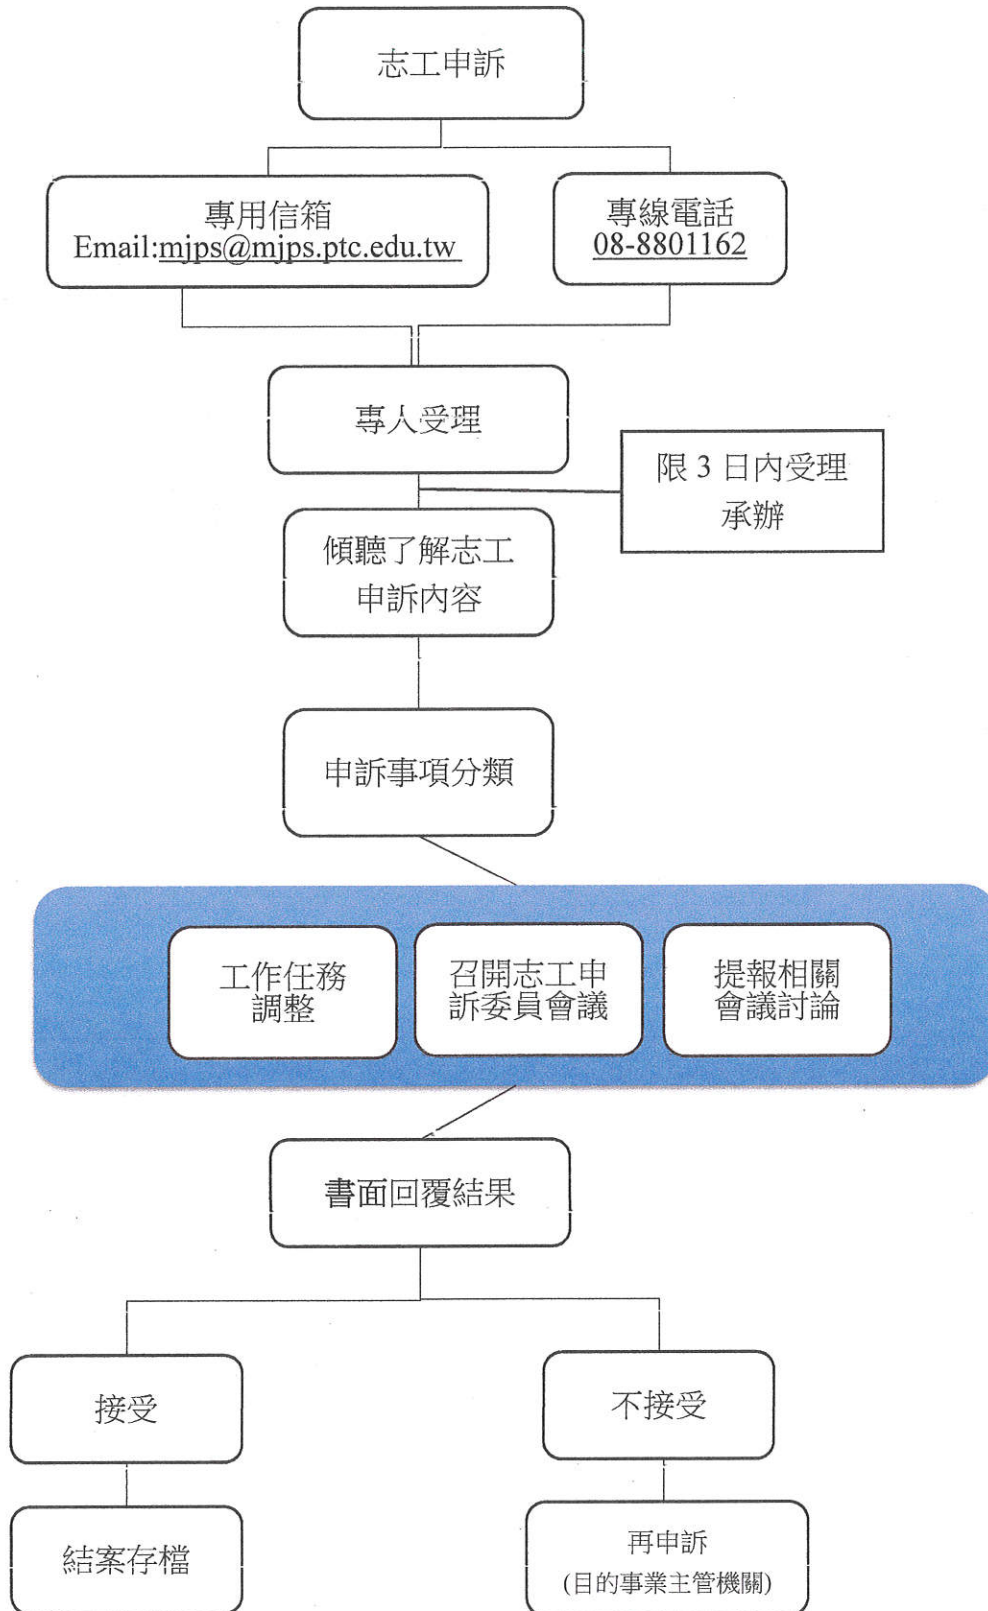 志工申訴
專用信箱
Email:mjps@mjps.ptc.edu.tw
專線電話
08-8801162
專人受理
限 3 日內受理
承辦
傾聽了解志工
申訴內容
申訴事項分類
工作任務
調整
召開志工申
訴委員會議
提報相關
會議討論
書面回覆結果
接受
不接受
結案存檔
再申訴
(目的事業主管機關)